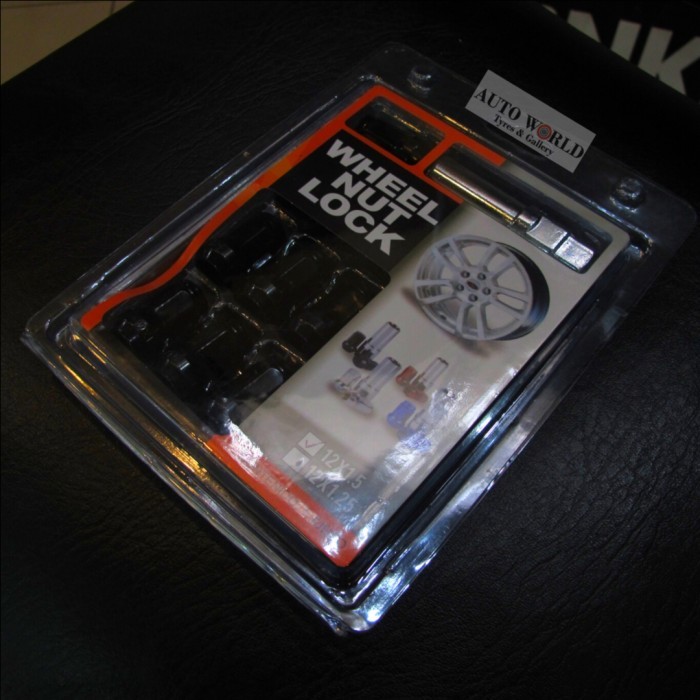 AUTO WORLD
Tyres & Gallery
WHEEL
NUT
LOCK
12X1.5
12X1.25